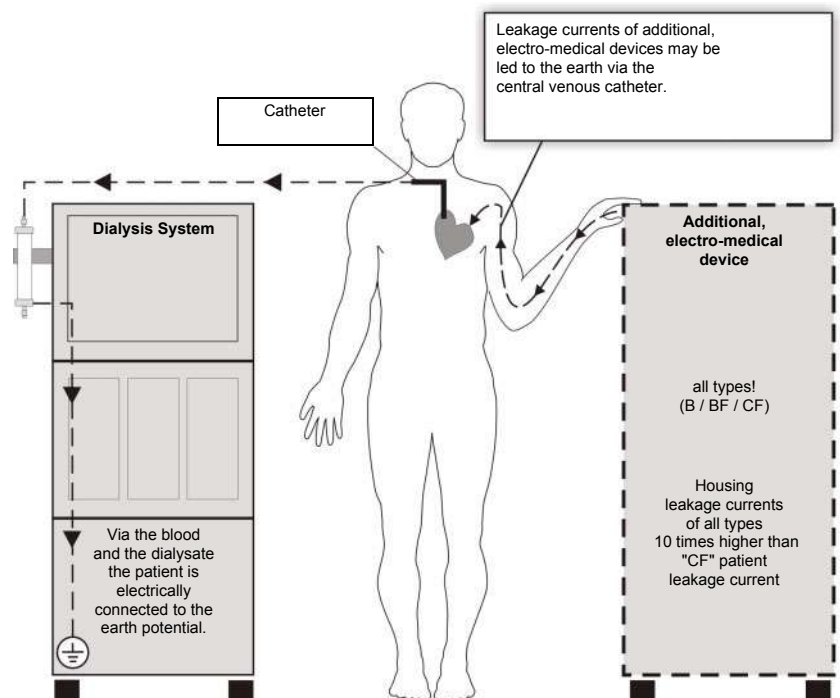 Leakage currents of additional,
electro-medical devices may be
led to the earth via the
central venous catheter.
Catheter
Dialysis System
Via the blood
and the dialysate
the patient is
electrically
connected to the
earth potential.
Additional,
electro-medical
device
all types!
(B / BF / CF)
Housing
leakage currents
of all types
10 times higher than
"CF" patient
leakage current